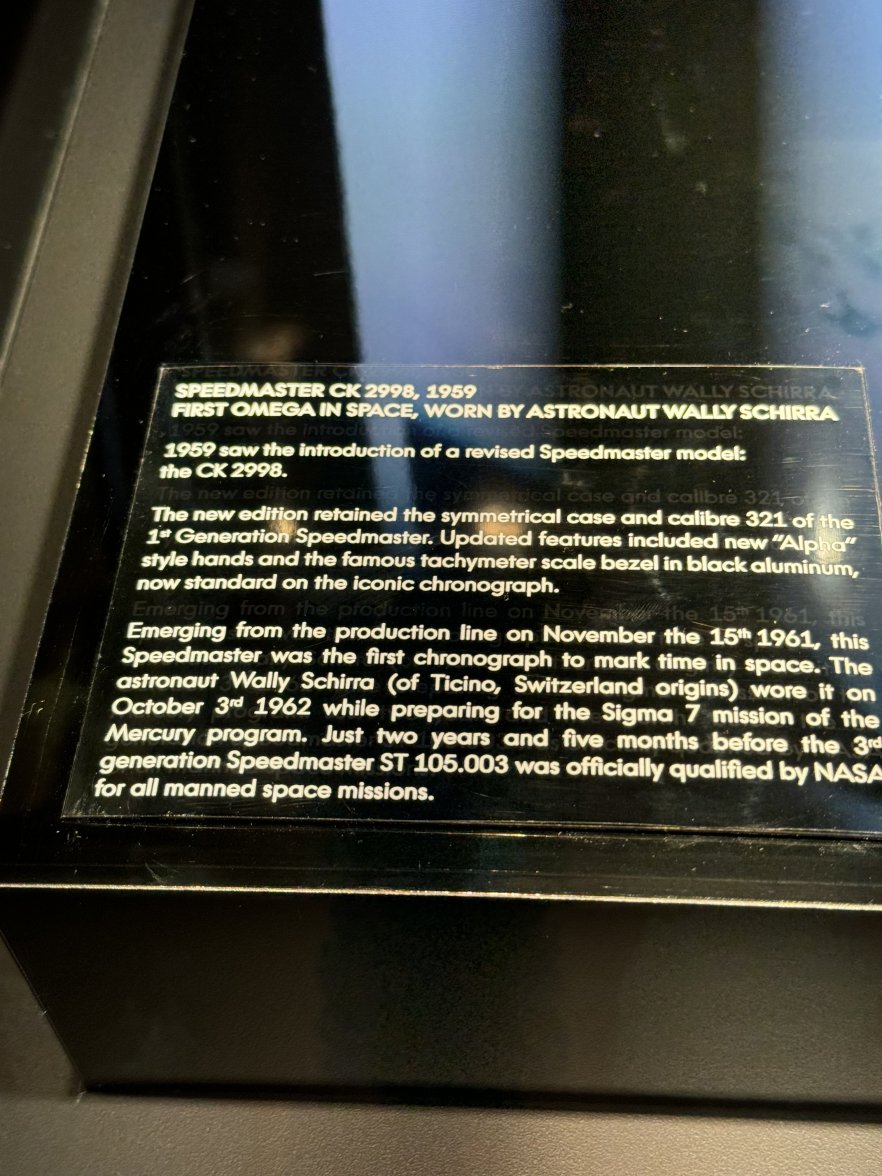 SPEEDMASTER CK 2998, 1959
FIRST OMEGA IN SPACE, WORN BY ASTRONAUT WALLY SCHIRRA
1959 saw the introduction of a revised Speedmaster model:
the CK 2998.
The new edition retained the symmetrical case and calibre 321 of the
1st Generation Speedmaster. Updated features included new "Alpha"
style hands and the famous tachymeter scale bezel in black aluminum,
now standard on the iconic chronograph.
Emerging from the production line on November the 15th 1961, this
Speedmaster was the first chronograph to mark time in space. The
astronaut Wally Schirra (of Ticino, Switzerland origins) wore it on
October 3rd 1962 while preparing for the Sigma 7 mission of the
Mercury program. Just two years and five months before the 3rd
generation Speedmaster ST 105.003 was officially qualified by NASA
for all manned space missions.